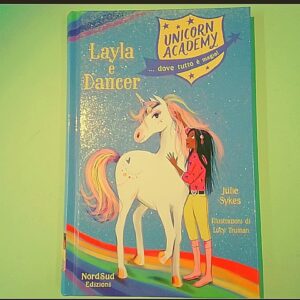 UNICORN
ACADEMY
... dove tutto è magia!
Layla
e
Dancer
Julie
Sykes
Illustrazioni di
Lucy Truman
NordSud
Edizioni